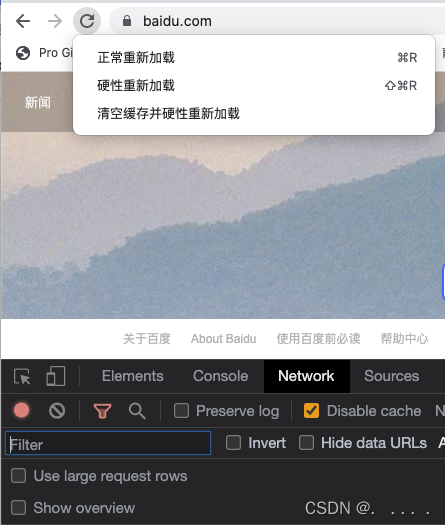 baidu.com
Pro Gi
正常重新加载 ⌘R
硬性重新加载 ⇧⌘R
清空缓存并硬性重新加载
新闻
关于百度 About Baidu 使用百度前必读 帮助中心
Elements Console Network Sources
Preserve log Disable cache N
Filter Invert Hide data URLs A
Use large request rows
Show overview
CSDN @. . . . .